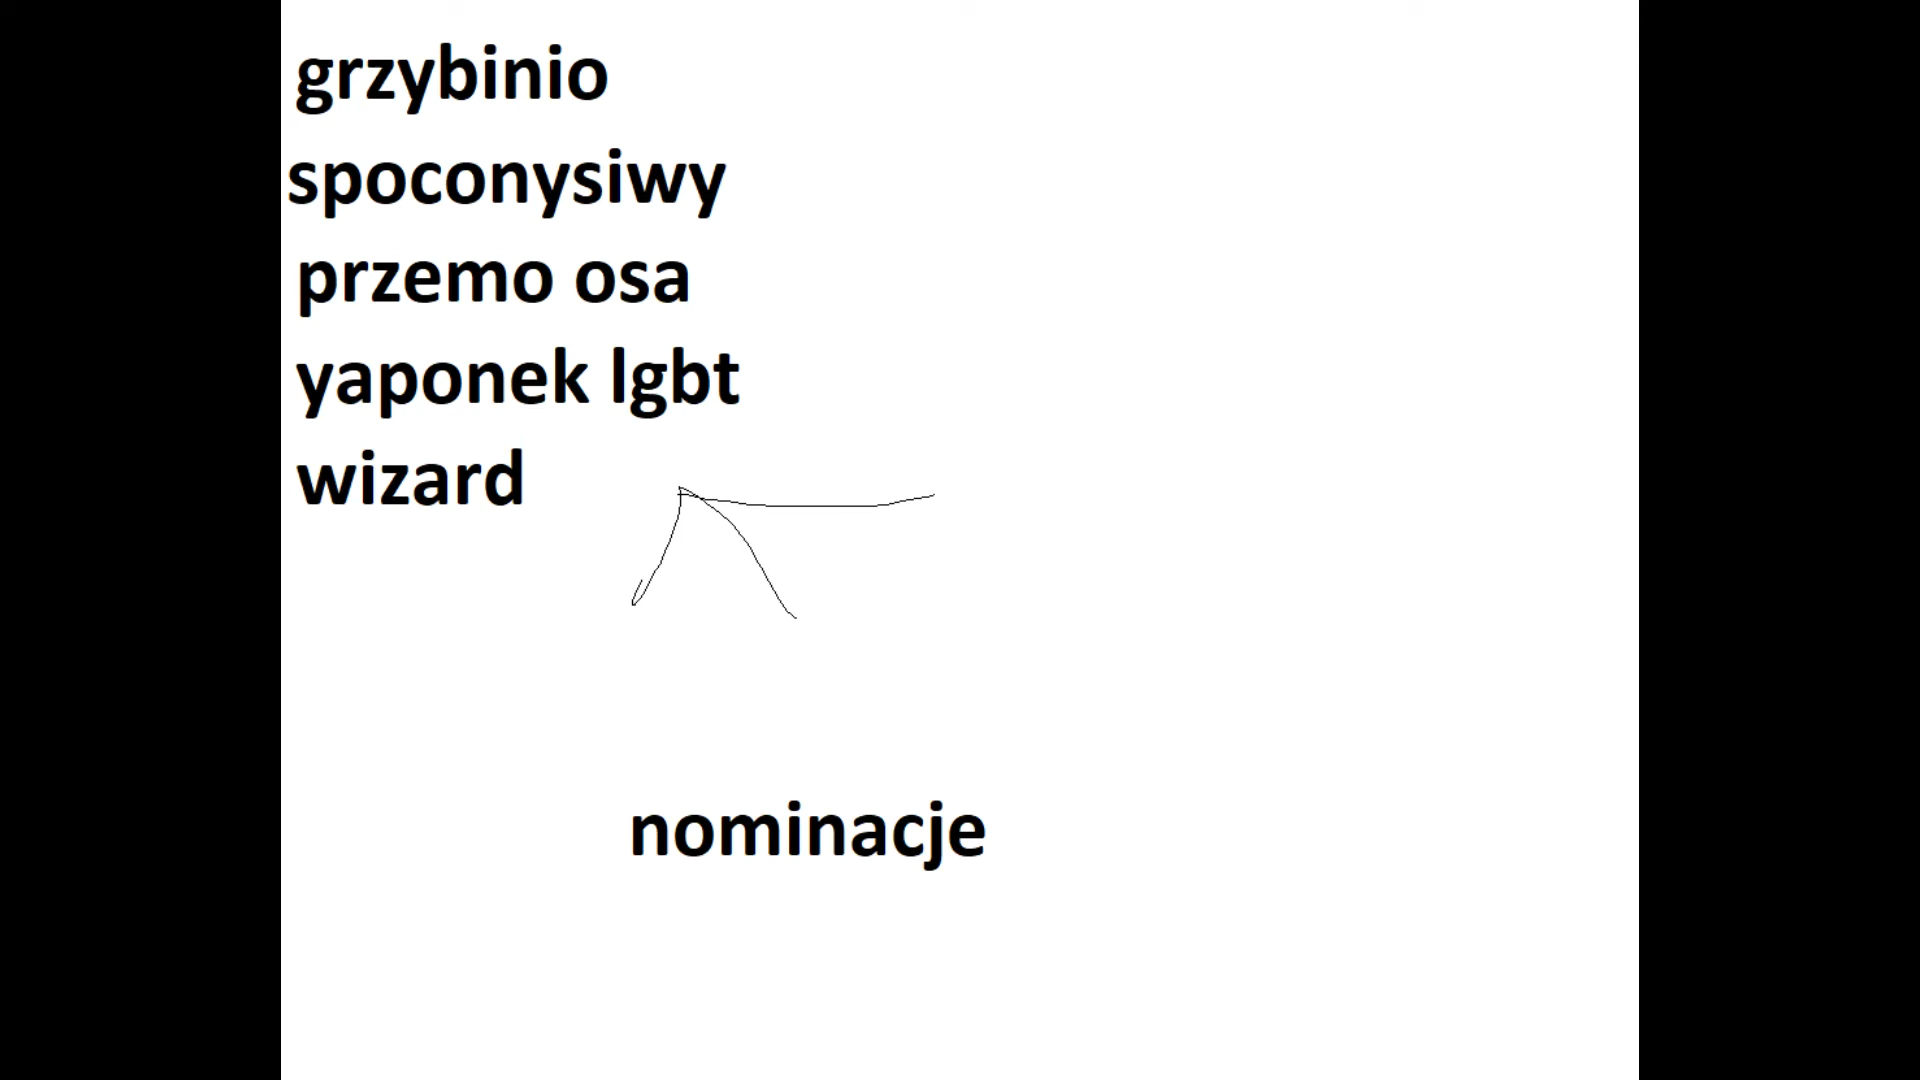 grzybinio
spoconysiwy
przemo osa
yaponek lgbt
wizard
nominacje